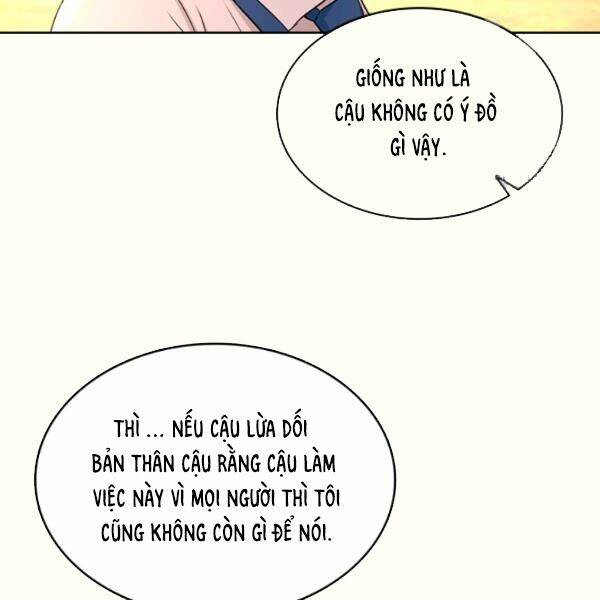 GIỐNG NHƯ LÀ
CẬU KHÔNG CÓ Ý ĐỒ
GÌ VẬY.
THÌ ... NẾU CẬU LỪA DỐI
BẢN THÂN CẬU RẰNG CẬU LÀM
VIỆC NÀY VÌ MỌI NGƯỜI THÌ TÔI
CŨNG KHÔNG CÒN GÌ ĐỂ NÓI.